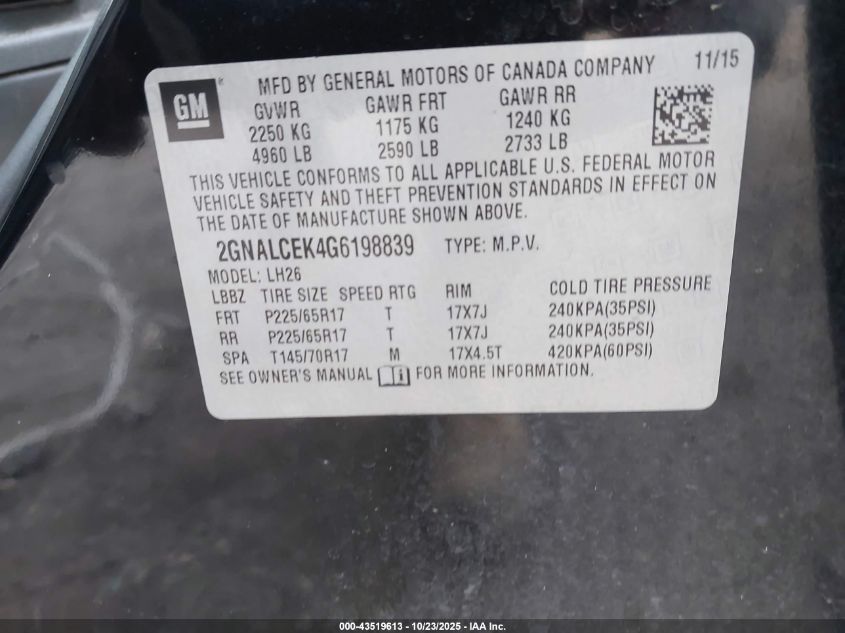 GM
MFD BY GENERAL MOTORS OF CANADA COMPANY 11/15
GVWR GAWR FRT GAWR RR
2250 KG 1175 KG 1240 KG
4960 LB 2590 LB 2733 LB
THIS VEHICLE CONFORMS TO ALL APPLICABLE U.S. FEDERAL MOTOR
VEHICLE SAFETY AND THEFT PREVENTION STANDARDS IN EFFECT ON
THE DATE OF MANUFACTURE SHOWN ABOVE.
2GNALCEK4G6198839 TYPE: M.P.V.
MODEL: LH26
LBBZ TIRE SIZE SPEED RTG RIM COLD TIRE PRESSURE
FRT P225/65R17 T 17X7J 240KPA(35PSI)
RR P225/65R17 T 17X7J 240KPA(35PSI)
SPA T145/70R17 M 17X4.5T 420KPA(60PSI)
SEE OWNER'S MANUAL FOR MORE INFORMATION.
000-43519613 - 10/23/2025 - IAA Inc.